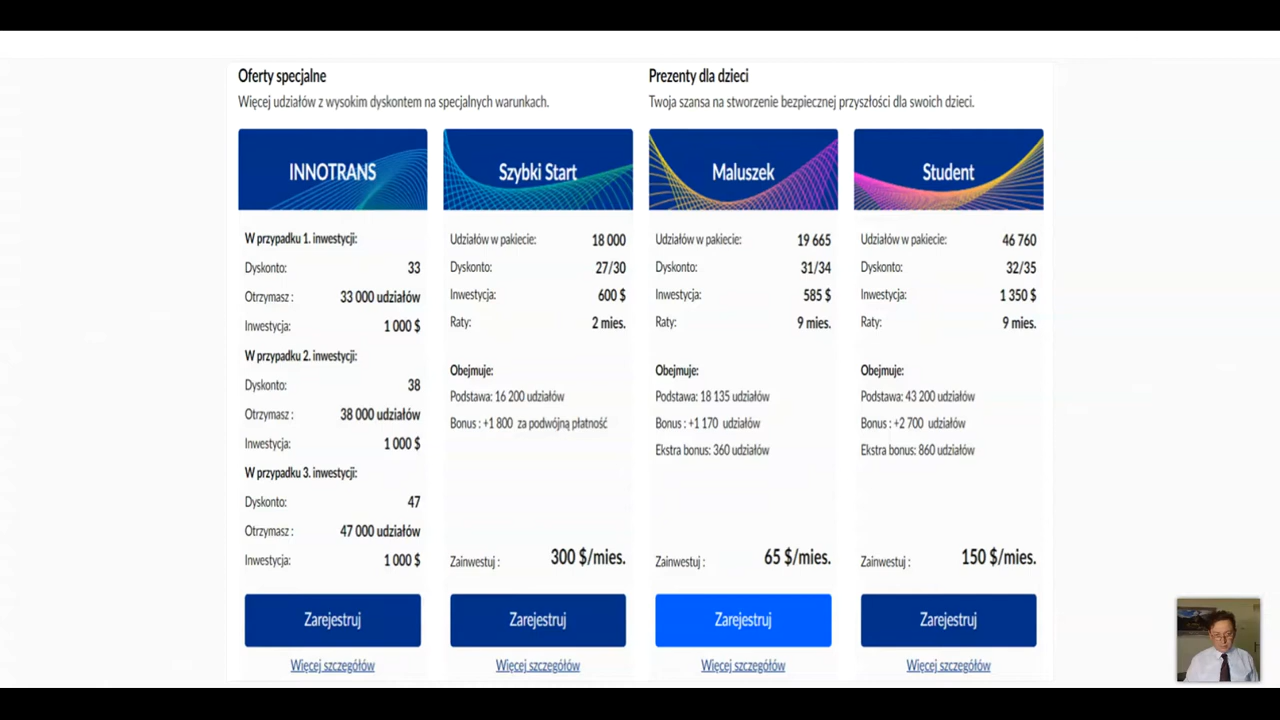 Oferty specjalne
Więcej udziałów z wysokim dyskontem na specjalnych warunkach.
INNOTRANS
W przypadku 1. inwestycji:
Dyskonto: 33
Otrzymasz : 33 000 udziałów
Inwestycja: 1 000 $
W przypadku 2. inwestycji:
Dyskonto: 38
Otrzymasz : 38 000 udziałów
Inwestycja: 1 000 $
W przypadku 3. inwestycji:
Dyskonto: 47
Otrzymasz : 47 000 udziałów
Inwestycja: 1 000 $
Zarejestruj
Więcej szczegółów
Szybki Start
Udziałów w pakiecie: 18 000
Dyskonto: 27/30
Inwestycja: 600 $
Raty: 2 mies.
Obejmuje:
Podstawa: 16 200 udziałów
Bonus : +1 800 za podwójną płatność
Zainwestuj : 300 $/mies.
Zarejestruj
Więcej szczegółów
Prezenty dla dzieci
Twoja szansa na stworzenie bezpiecznej przyszłości dla swoich dzieci.
Maluszek
Udziałów w pakiecie: 19 665
Dyskonto: 31/34
Inwestycja: 585 $
Raty: 9 mies.
Obejmuje:
Podstawa: 18 135 udziałów
Bonus : +1 170 udziałów
Ekstra bonus: 360 udziałów
Zainwestuj : 65 $/mies.
Zarejestruj
Więcej szczegółów
Student
Udziałów w pakiecie: 46 760
Dyskonto: 32/35
Inwestycja: 1 350 $
Raty: 9 mies.
Obejmuje:
Podstawa: 43 200 udziałów
Bonus : +2 700 udziałów
Ekstra bonus: 860 udziałów
Zainwestuj : 150 $/mies.
Zarejestruj
Więcej szczegółów